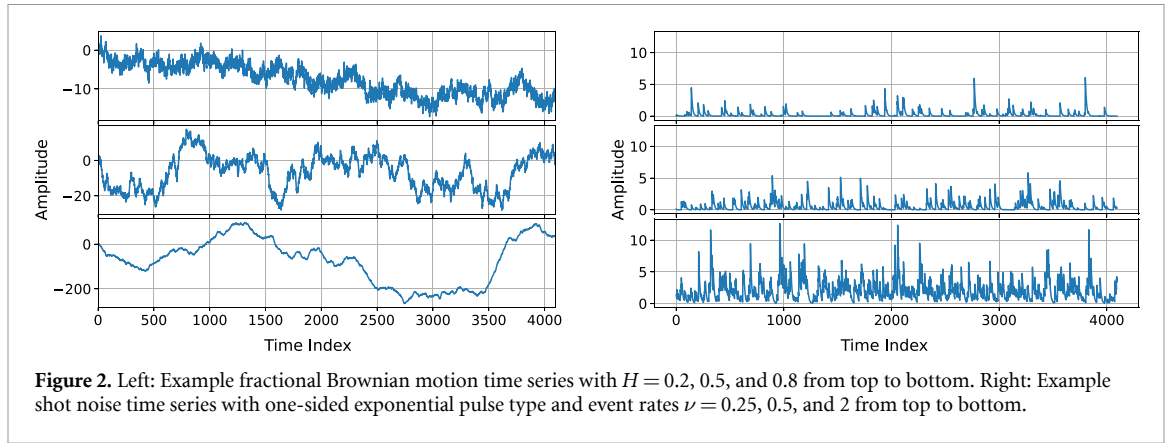 0
−10
0
−20
0
−200
Amplitude
0 500 1000 1500 2000 2500 3000 3500 4000
Time Index
10
5
0
10
5
0
10
5
0
Amplitude
0 1000 2000 3000 4000
Time Index
Figure 2. Left: Example fractional Brownian motion time series with H = 0.2, 0.5, and 0.8 from top to bottom. Right: Example
shot noise time series with one-sided exponential pulse type and event rates ν = 0.25, 0.5, and 2 from top to bottom.